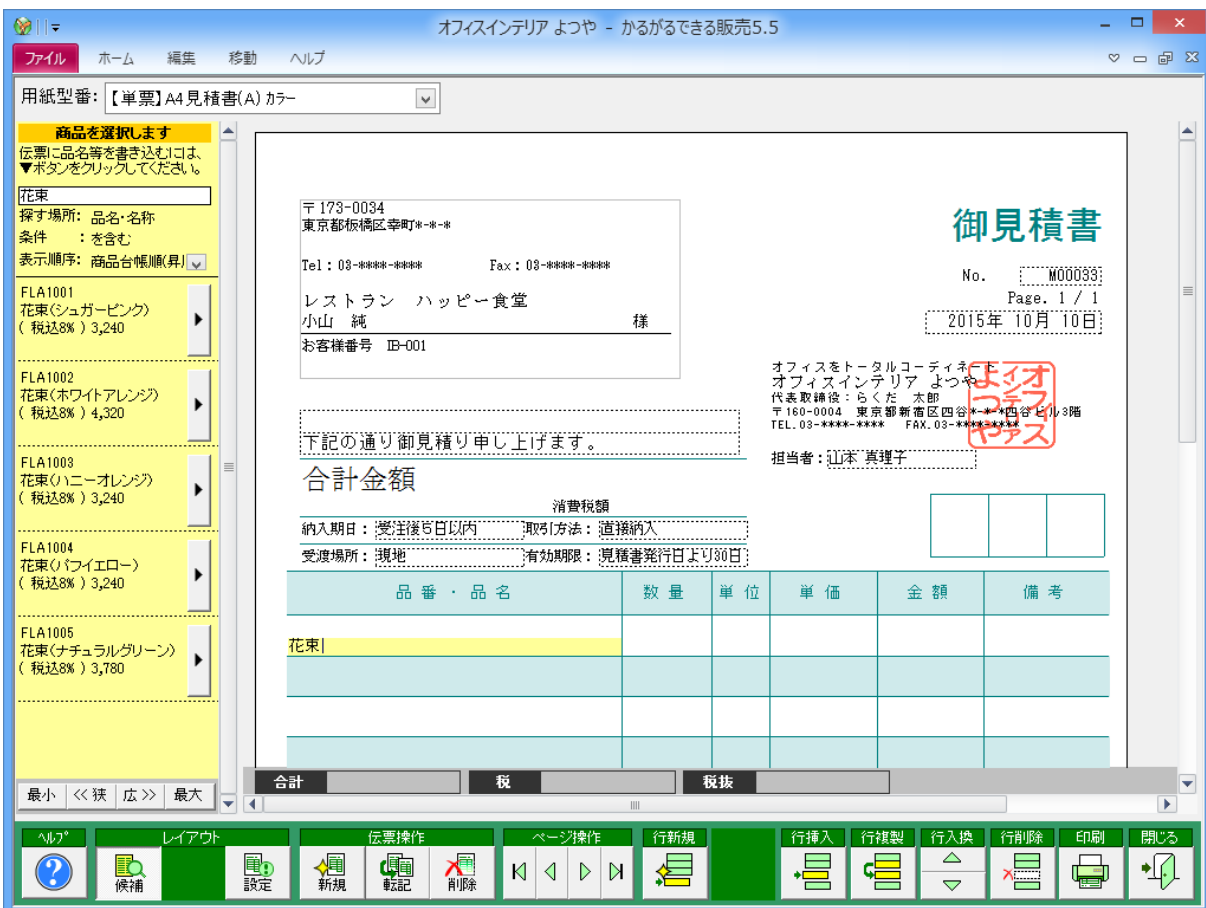 オフィスインテリア よつや - かるがるできる販売5.5
ファイル ホーム 編集 移動 ヘルプ
用紙型番: 【単票】A4見積書(A) カラー
商品を選択します
伝票に品名等を書き込むには、
▼ボタンをクリックしてください。
花束
探す場所: 品名・名称
条件 : を含む
表示順序: 商品台帳順(昇)
FLA1001
花束(シュガーピンク)
( 税込8% ) 3,240
FLA1002
花束(ホワイトアレンジ)
( 税込8% ) 4,320
FLA1003
花束(ハニーオレンジ)
( 税込8% ) 3,240
FLA1004
花束(パフイエロー)
( 税込8% ) 3,240
FLA1005
花束(ナチュラルグリーン)
( 税込8% ) 3,780
最小 <<狭 広>> 最大
〒173-0034
東京都板橋区幸町*-*-*
Tel：03-****-**** Fax：03-****-****
レストラン ハッピー食堂
小山 純 様
お客様番号 IB-001
御見積書
No. M00033
Page. 1 / 1
2015年 10月 10日
オフィスをトータルコーディネート
オフィスインテリア よつや
代表取締役：らくだ 太郎
〒160-0004 東京都新宿区四谷*-*-*四谷ビル3階
TEL.03-****-**** FAX.03-****-****
オフィス
インテリア
よつや
担当者：山本 真理子
下記の通り御見積り申し上げます。
合計金額
消費税額
納入期日： 受注後5日以内 取引方法： 直接納入
受渡場所： 現地 有効期限： 見積書発行日より30日
品 番 ・ 品 名 数 量 単 位 単 価 金 額 備 考
花束
合計 税 税抜
ヘルプ レイアウト 伝票操作 ページ操作 行新規 行挿入 行複製 行入換 行削除 印刷 閉じる
候補 設定 新規 転記 削除